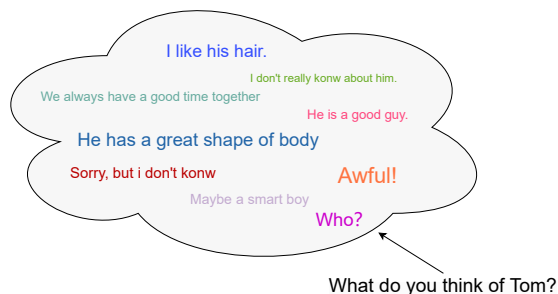 I like his hair.
I don't really konw about him.
We always have a good time together
He is a good guy.
He has a great shape of body
Sorry, but i don't konw
Awful!
Maybe a smart boy
Who?
What do you think of Tom?